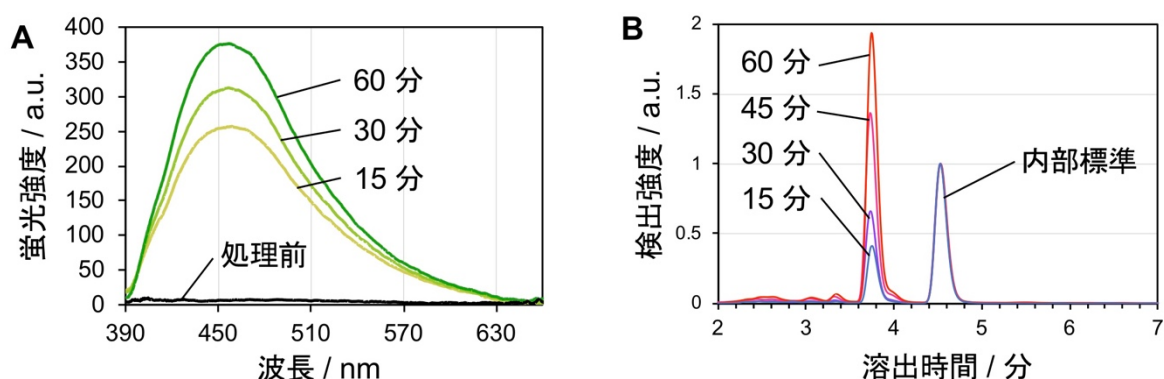 A
400
350
300
250
200
150
100
50
0
蛍光強度 / a.u.
60 分
30 分
15 分
処理前
390
450
510
570
630
波長 / nm
B
2
1.5
1
0.5
0
検出強度 / a.u.
60 分
45 分
30 分
15 分
内部標準
2
3
4
5
6
7
溶出時間 / 分